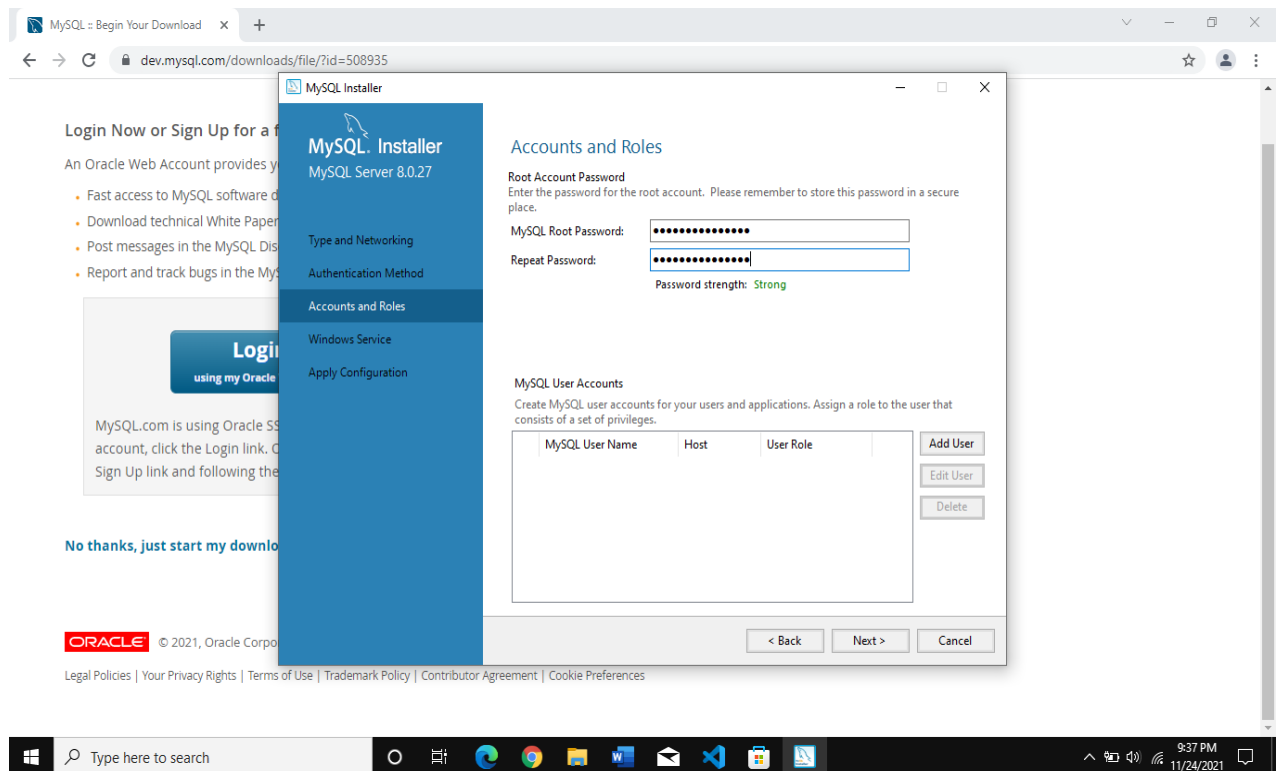 MySQL :: Begin Your Download
dev.mysql.com/downloads/file/?id=508935
Login Now or Sign Up for a f
An Oracle Web Account provides y
Fast access to MySQL software d
Download technical White Paper
Post messages in the MySQL Dis
Report and track bugs in the MyS
Login
using my Oracle
MySQL.com is using Oracle SS
account, click the Login link. O
Sign Up link and following the
No thanks, just start my downlo
ORACLE © 2021, Oracle Corpo
Legal Policies | Your Privacy Rights | Terms of Use | Trademark Policy | Contributor Agreement | Cookie Preferences
MySQL Installer
MySQL. Installer
MySQL Server 8.0.27
Type and Networking
Authentication Method
Accounts and Roles
Windows Service
Apply Configuration
Accounts and Roles
Root Account Password
Enter the password for the root account. Please remember to store this password in a secure
place.
MySQL Root Password: ●●●●●●●●●●●●●●●
Repeat Password: ●●●●●●●●●●●●●●●
Password strength: Strong
MySQL User Accounts
Create MySQL user accounts for your users and applications. Assign a role to the user that
consists of a set of privileges.
MySQL User Name Host User Role
Add User
Edit User
Delete
< Back Next > Cancel
Type here to search
9:37 PM
11/24/2021